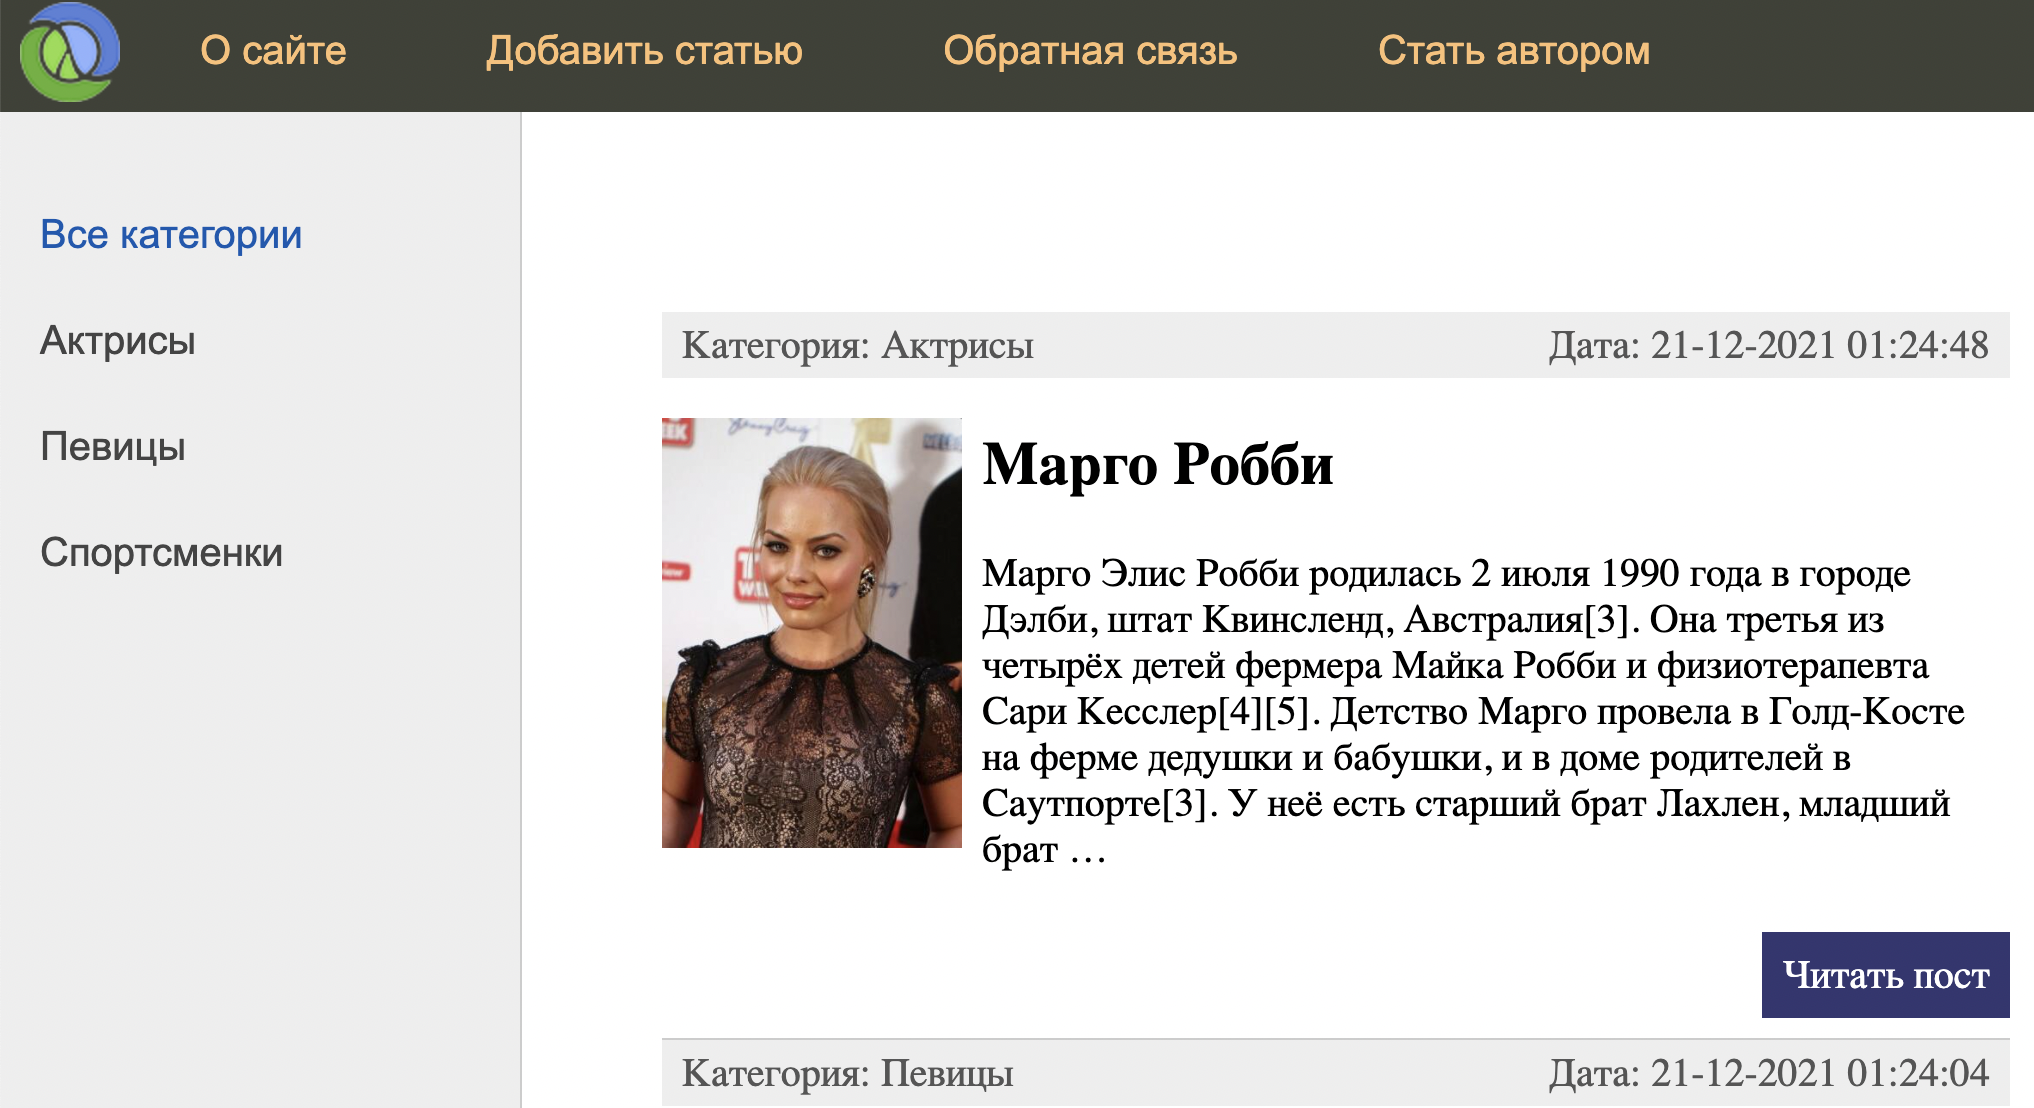 О сайте
Добавить статью
Обратная связь
Стать автором
Все категории
Актрисы
Певицы
Спортсменки
Категория: Актрисы
Дата: 21-12-2021 01:24:48
Марго Робби
Марго Элис Робби родилась 2 июля 1990 года в городе
Дэлби, штат Квинсленд, Австралия[3]. Она третья из
четырёх детей фермера Майка Робби и физиотерапевта
Сари Кесслер[4][5]. Детство Марго провела в Голд-Косте
на ферме дедушки и бабушки, и в доме родителей в
Саутпорте[3]. У неё есть старший брат Лахлен, младший
брат …
Читать пост
Категория: Певицы
Дата: 21-12-2021 01:24:04